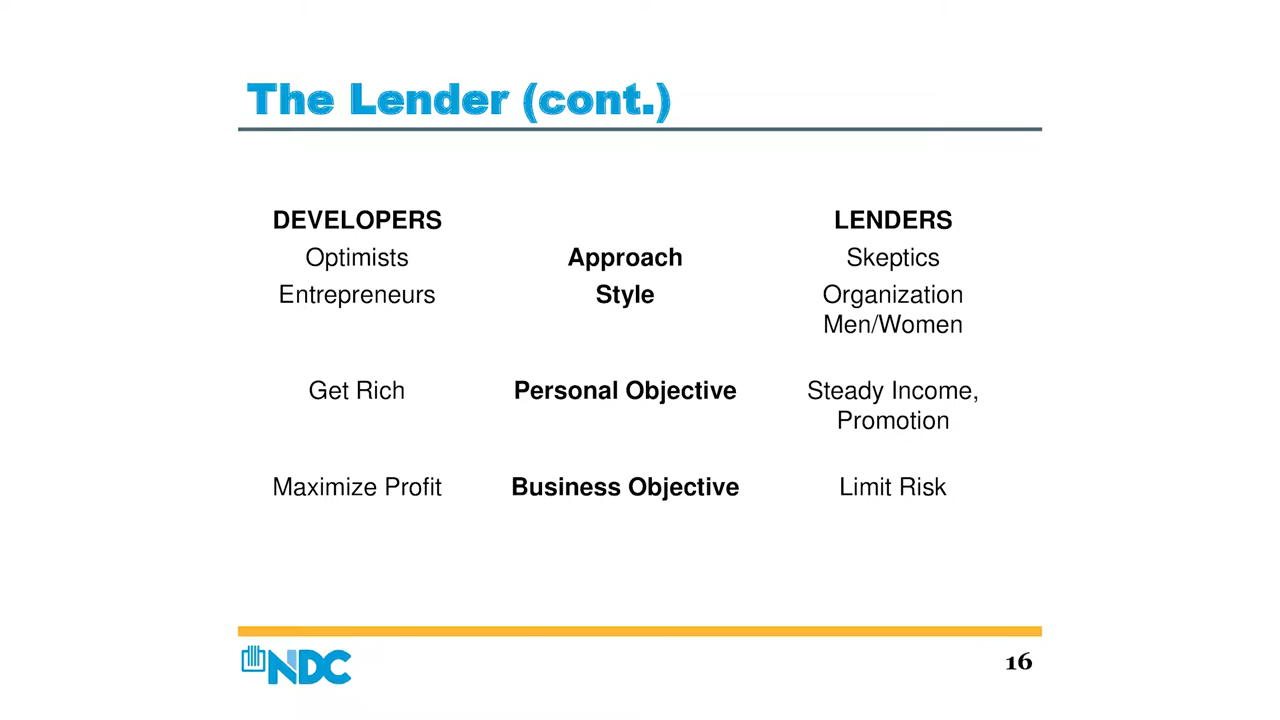 The Lender (cont.)
DEVELOPERS LENDERS
Optimists Approach Skeptics
Entrepreneurs Style Organization
Men/Women
Get Rich Personal Objective Steady Income,
Promotion
Maximize Profit Business Objective Limit Risk
NDC 16